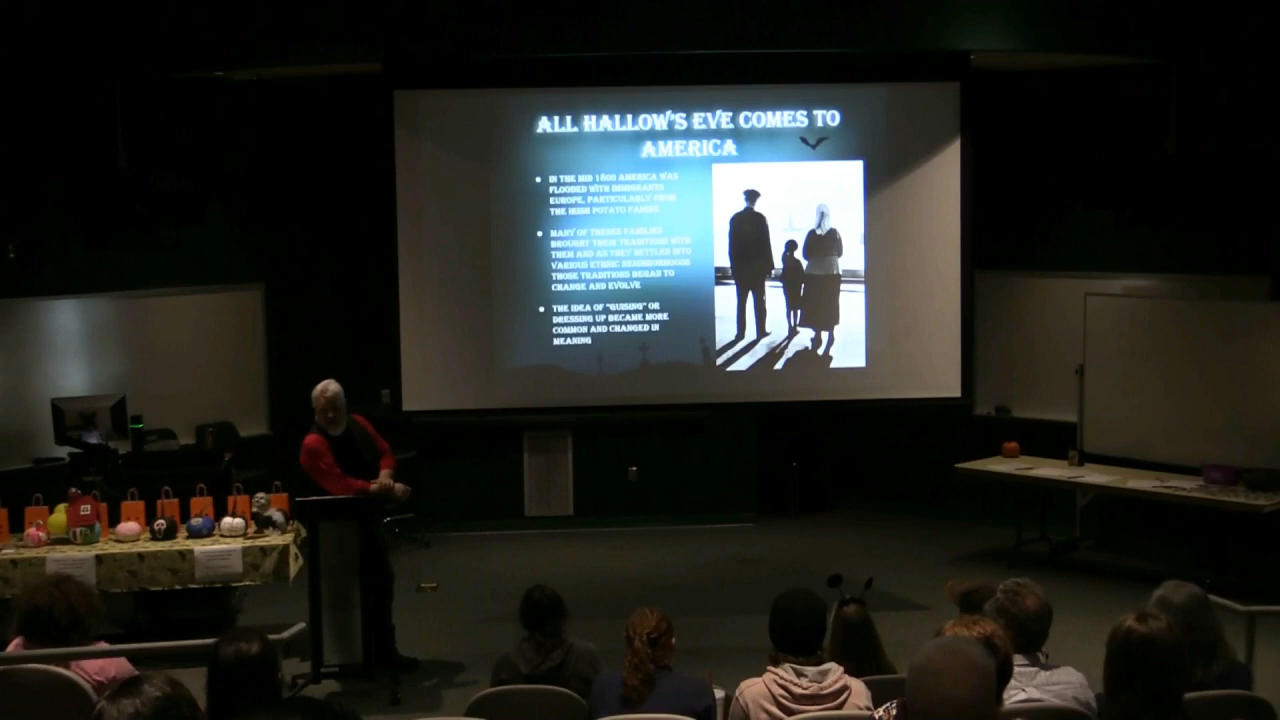 ALL HALLOW'S EVE COMES TO
AMERICA
IN THE MID 1800 AMERICA WAS
FLOODED WITH IMMIGRANTS
EUROPE, PARTICULARLY FROM
THE IRISH POTATO FAMINE
MANY OF THESES FAMILIES
BROUGHT THEIR TRADITIONS WITH
THEM AND AS THEY SETTLED INTO
VARIOUS ETHNIC NEIGHBORHOODS
THOSE TRADITIONS BEGAN TO
CHANGE AND EVOLVE
THE IDEA OF "GUISING" OR
DRESSING UP BECAME MORE
COMMON AND CHANGED IN
MEANING